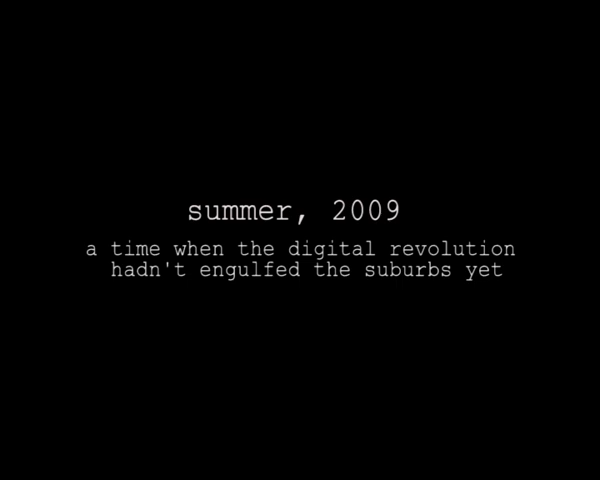 summer, 2009
a time when the digital revolution
hadn't engulfed the suburbs yet